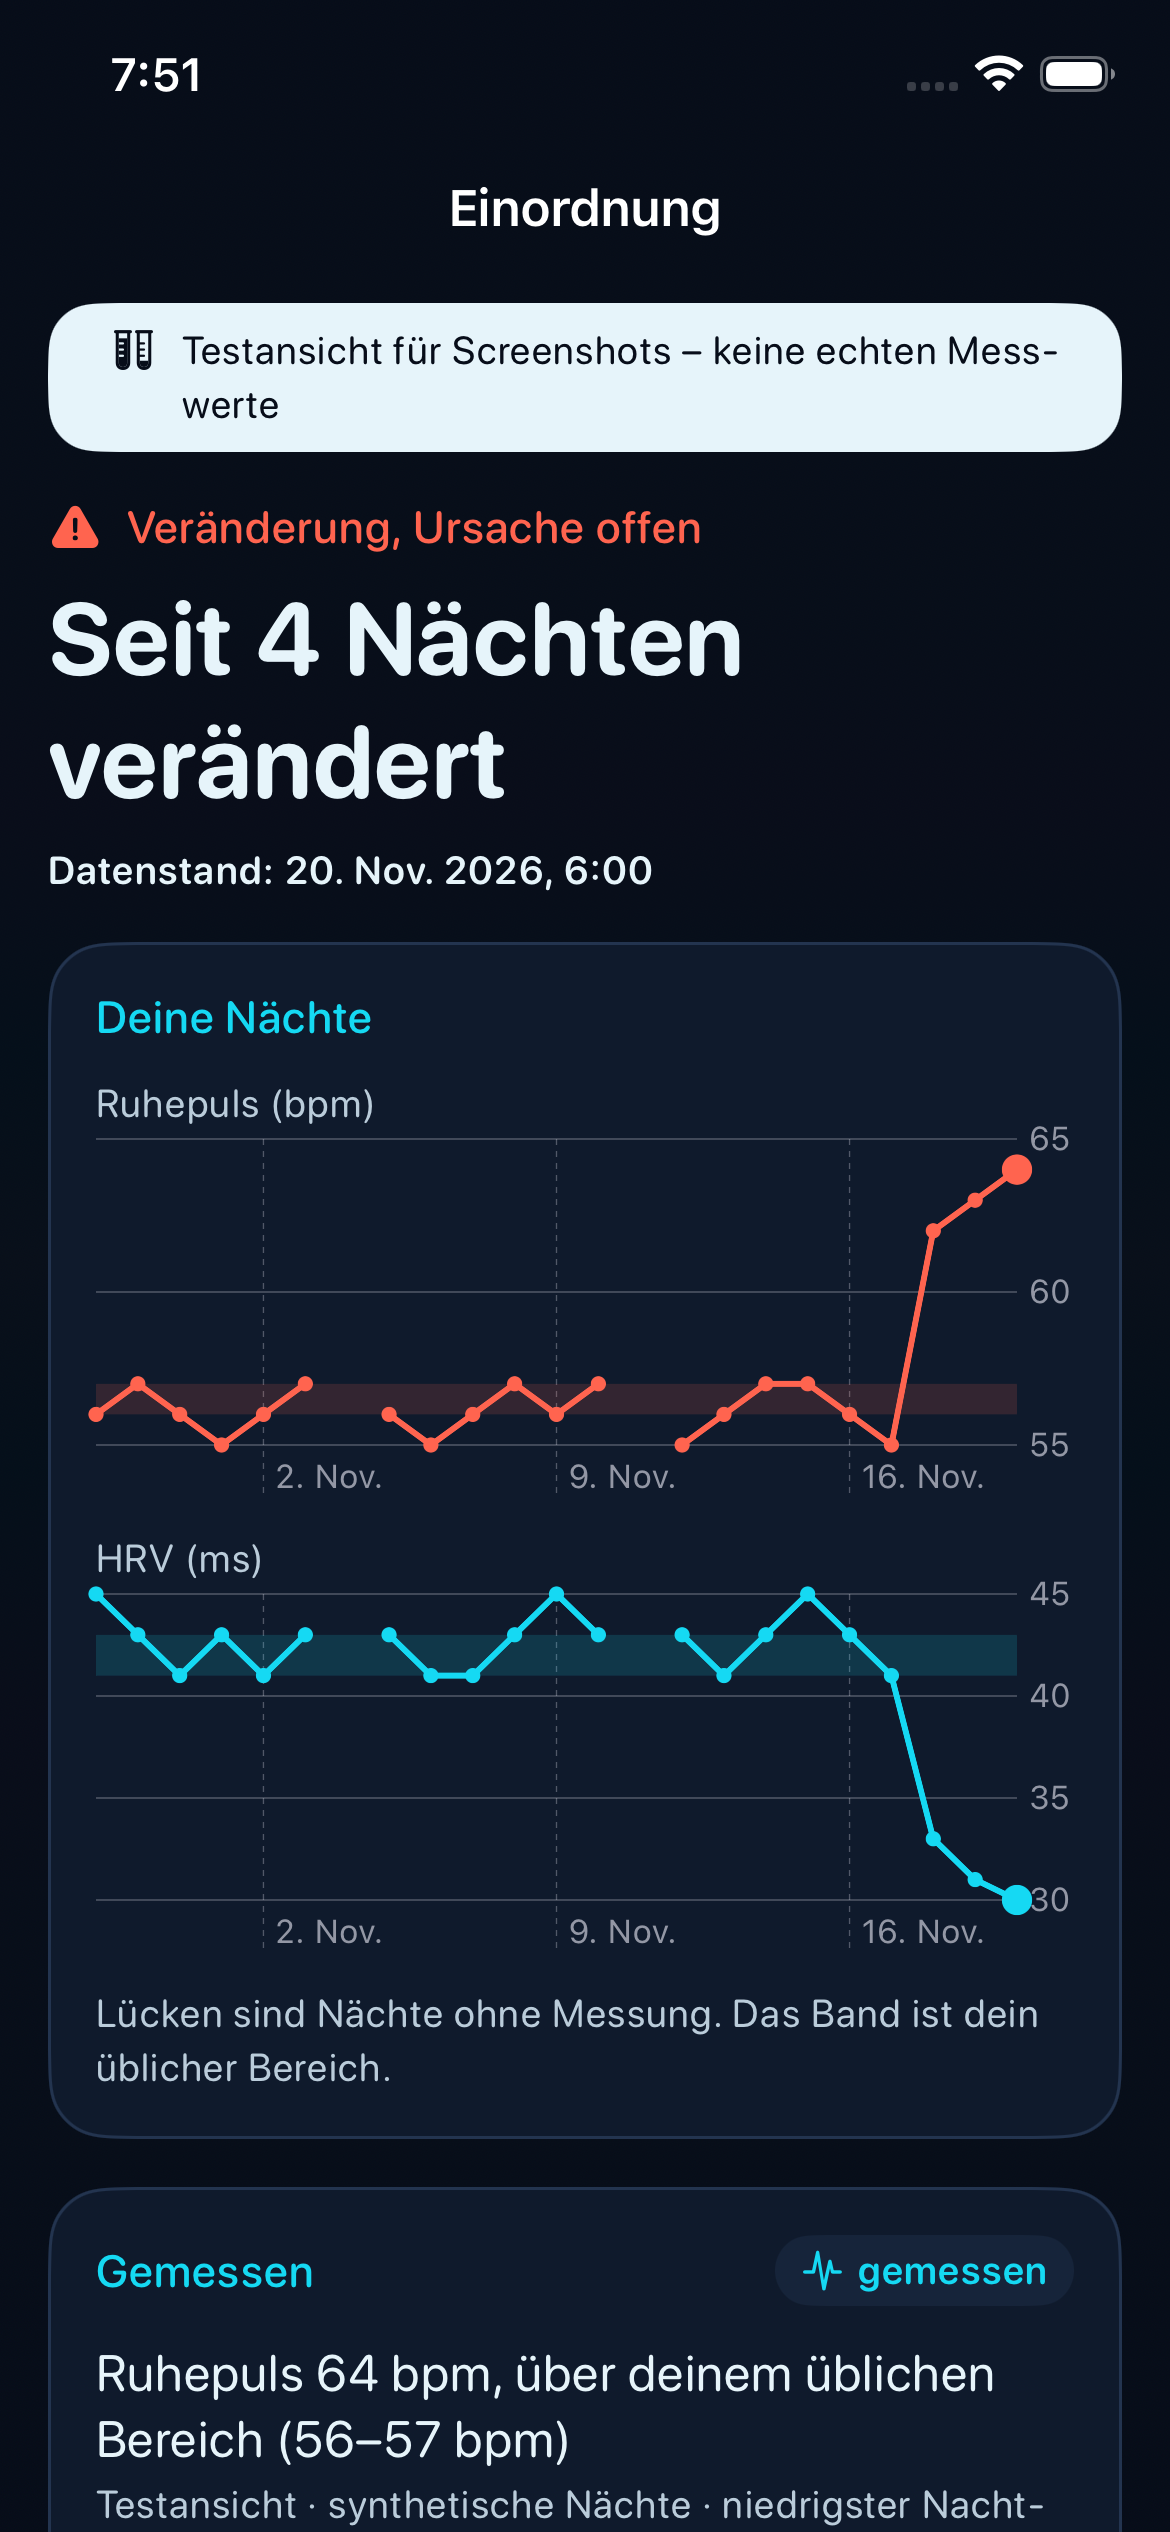 7:51
Einordnung
Testansicht für Screenshots – keine echten Mess-
werte
Veränderung, Ursache offen
Seit 4 Nächten
verändert
Datenstand: 20. Nov. 2026, 6:00
Deine Nächte
Ruhepuls (bpm)
65
60
55
2. Nov.
9. Nov.
16. Nov.
HRV (ms)
45
40
35
30
2. Nov.
9. Nov.
16. Nov.
Lücken sind Nächte ohne Messung. Das Band ist dein
üblicher Bereich.
Gemessen
gemessen
Ruhepuls 64 bpm, über deinem üblichen
Bereich (56–57 bpm)
Testansicht · synthetische Nächte · niedrigster Nacht-